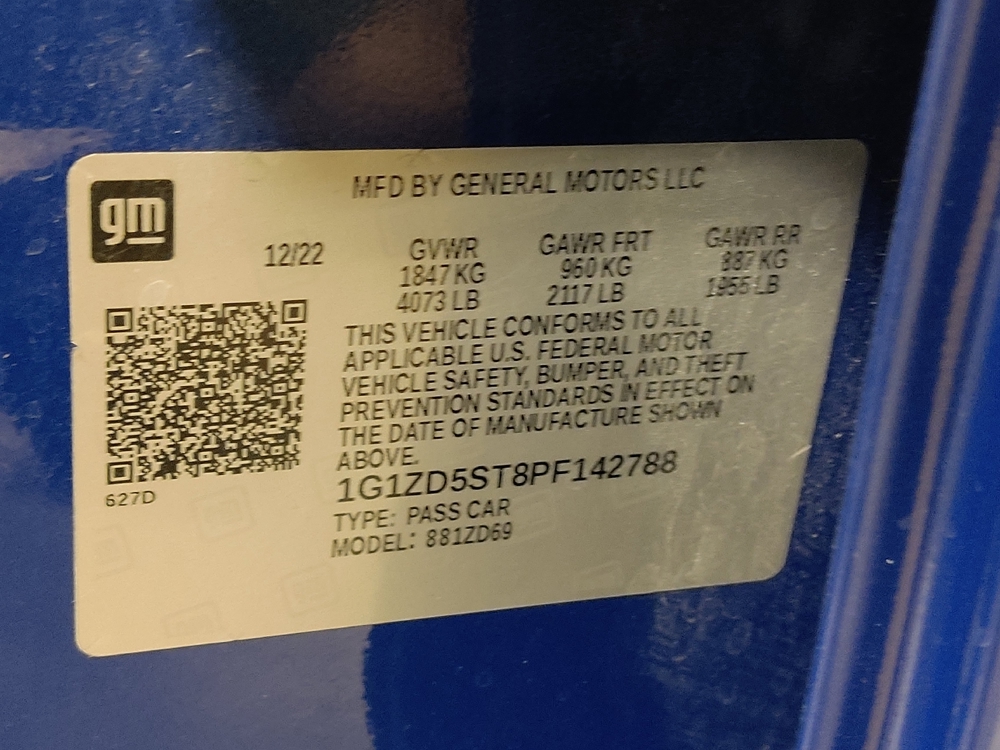 gm
MFD BY GENERAL MOTORS LLC
12/22 GVWR GAWR FRT GAWR RR
1847 KG 960 KG 887 KG
4073 LB 2117 LB 1955 LB
THIS VEHICLE CONFORMS TO ALL
APPLICABLE U.S. FEDERAL MOTOR
VEHICLE SAFETY, BUMPER, AND THEFT
PREVENTION STANDARDS IN EFFECT ON
THE DATE OF MANUFACTURE SHOWN
ABOVE.
1G1ZD5ST8PF142788
TYPE: PASS CAR
MODEL: 881ZD69
627D